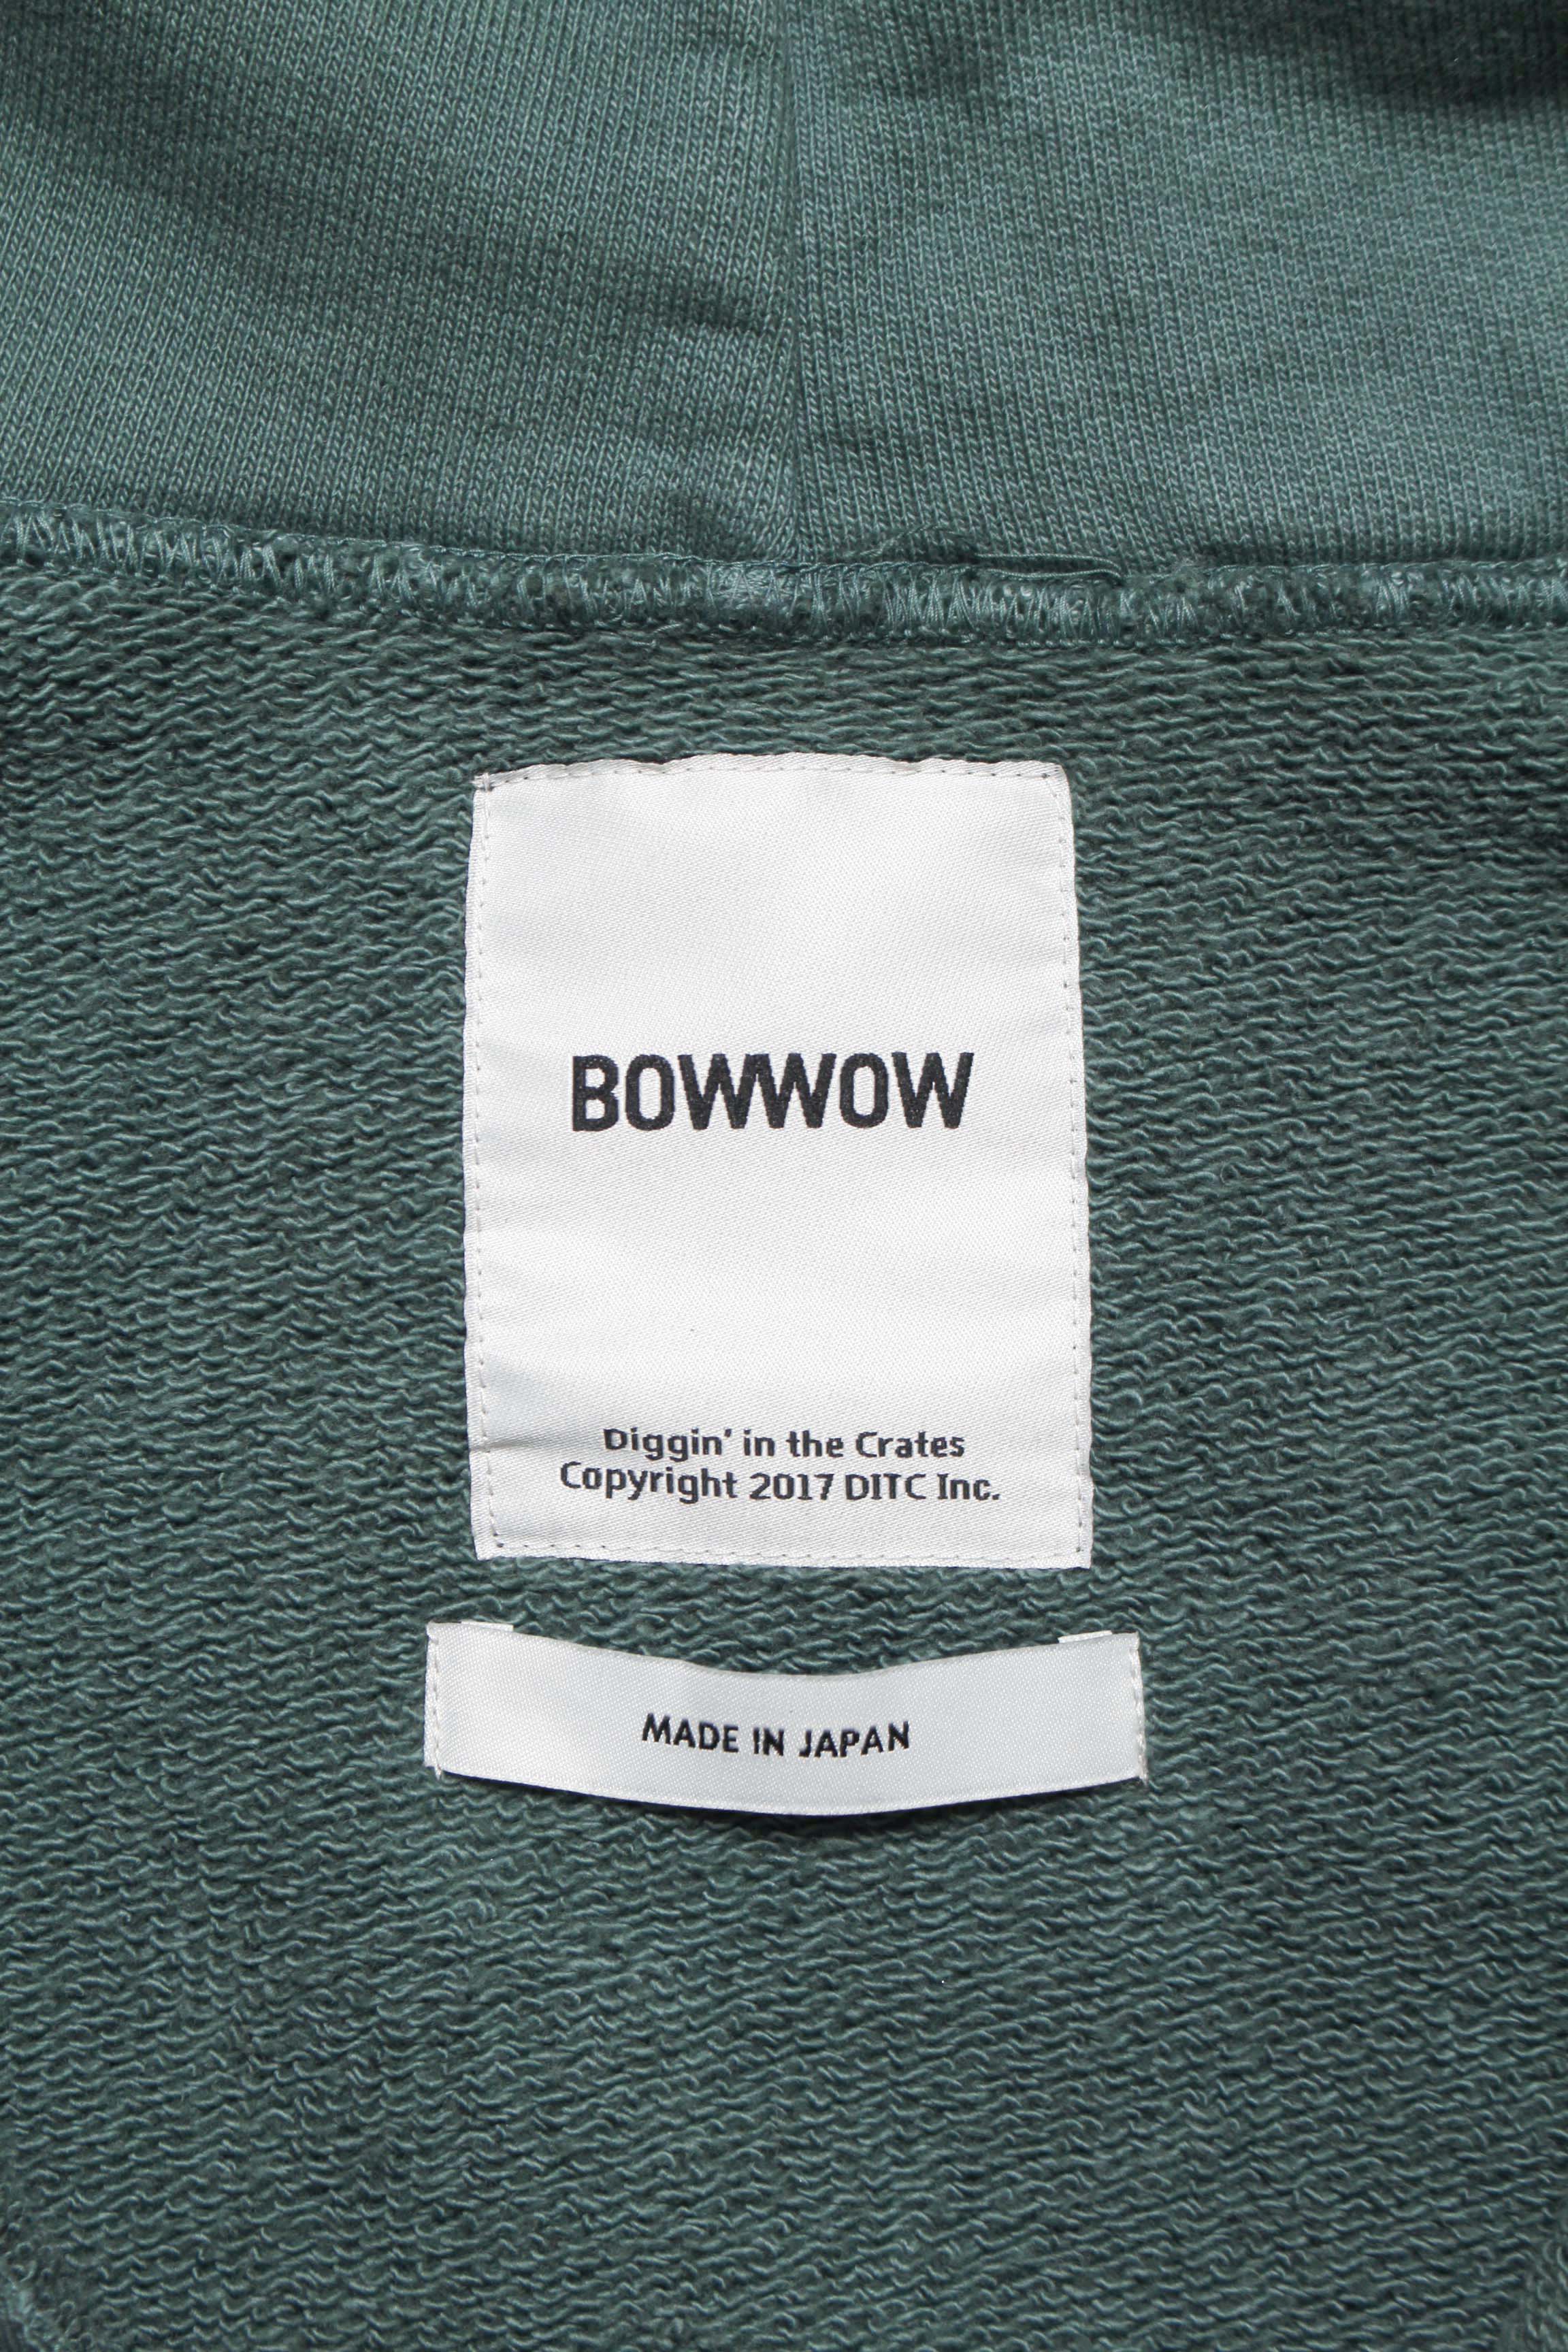 BOWWOW
Diggin' in the Crates
Copyright 2017 DITC Inc.
MADE IN JAPAN